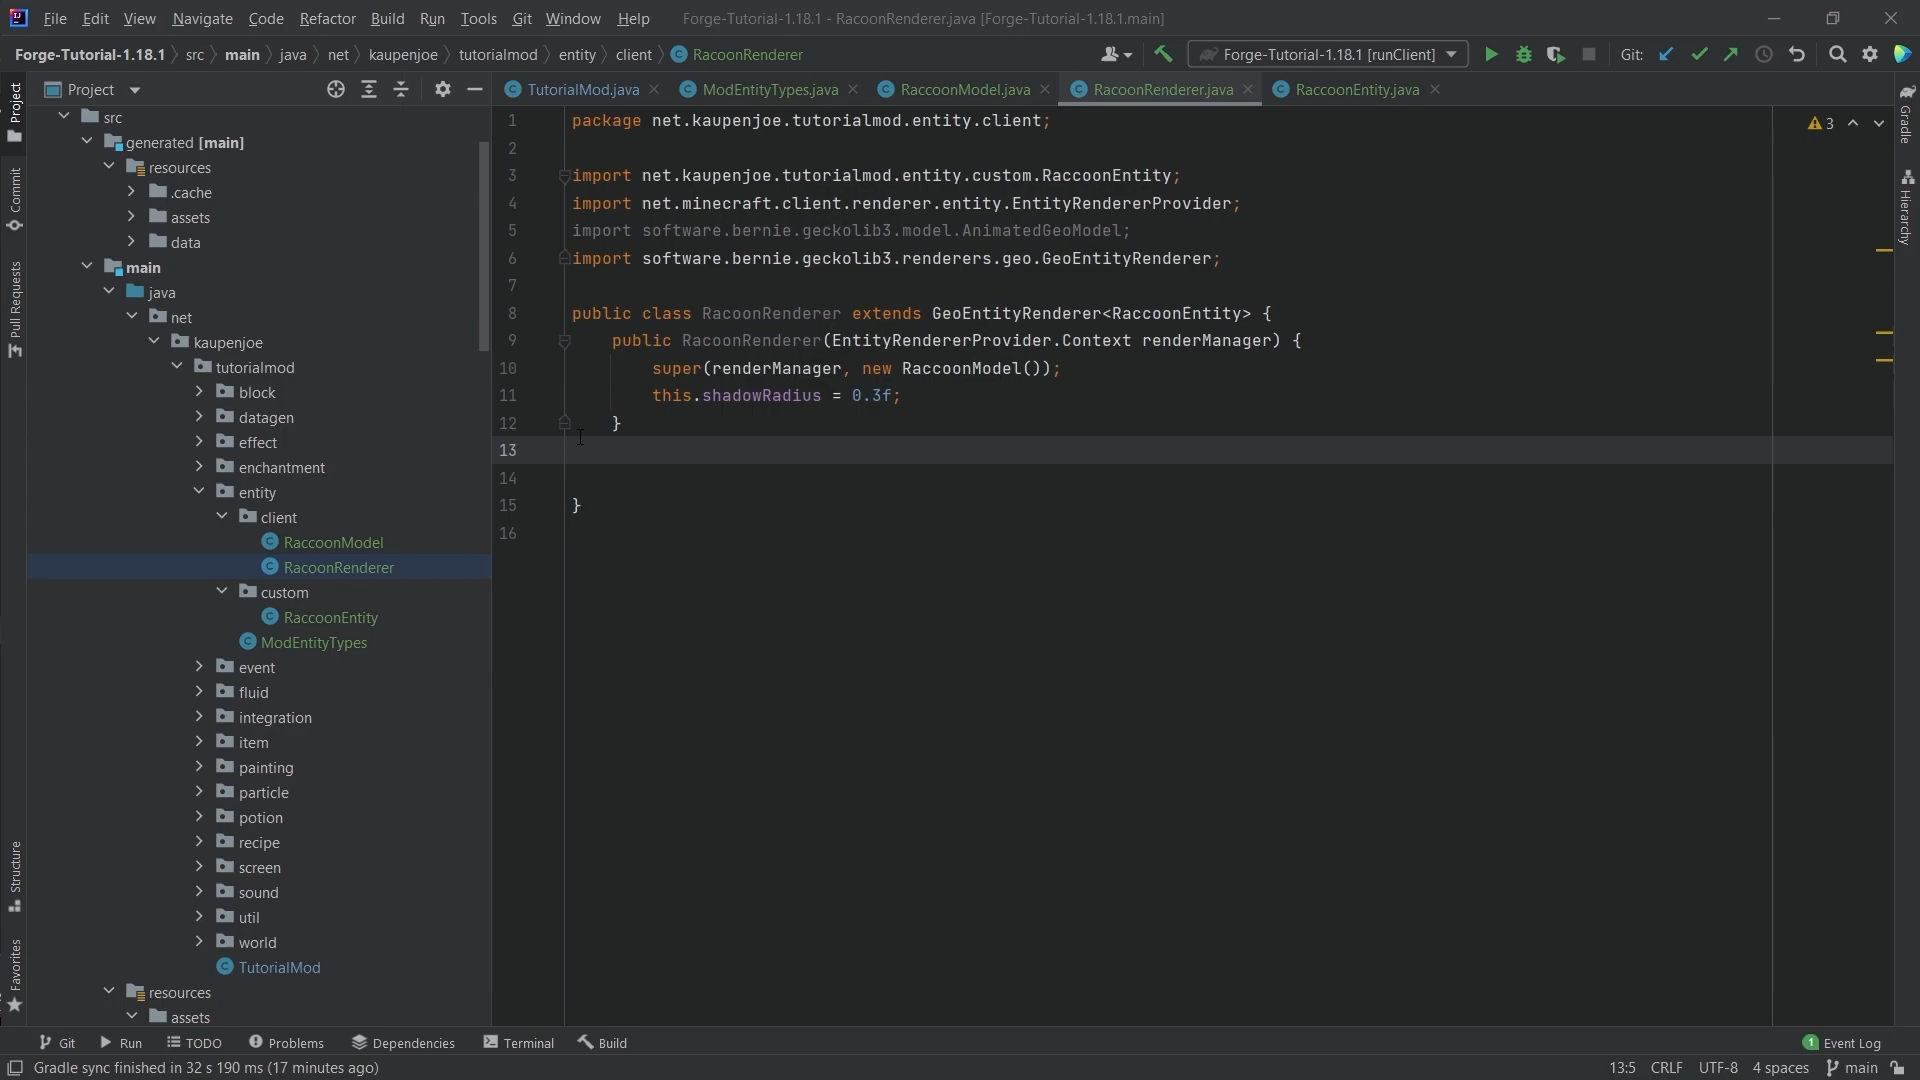 File Edit View Navigate Code Refactor Build Run Tools Git Window Help Forge-Tutorial-1.18.1 - RacoonRenderer.java [Forge-Tutorial-1.18.1.main]
Forge-Tutorial-1.18.1 src main java net kaupenjoe tutorialmod entity client RacoonRenderer Forge-Tutorial-1.18.1 [runClient] Git:
Project
TutorialMod.java ModEntityTypes.java RaccoonModel.java RacoonRenderer.java RaccoonEntity.java
Project
Commit
Pull Requests
Structure
Favorites
src
generated [main]
resources
.cache
assets
data
main
java
net
kaupenjoe
tutorialmod
block
datagen
effect
enchantment
entity
client
RaccoonModel
RacoonRenderer
custom
RaccoonEntity
ModEntityTypes
event
fluid
integration
item
painting
particle
potion
recipe
screen
sound
util
world
TutorialMod
resources
assets
1 package net.kaupenjoe.tutorialmod.entity.client;
2
3 import net.kaupenjoe.tutorialmod.entity.custom.RaccoonEntity;
4 import net.minecraft.client.renderer.entity.EntityRendererProvider;
5 import software.bernie.geckolib3.model.AnimatedGeoModel;
6 import software.bernie.geckolib3.renderers.geo.GeoEntityRenderer;
7
8 public class RacoonRenderer extends GeoEntityRenderer<RaccoonEntity> {
9 public RacoonRenderer(EntityRendererProvider.Context renderManager) {
10 super(renderManager, new RaccoonModel());
11 this.shadowRadius = 0.3f;
12 }
13
14
15 }
16
3
Gradle
Hierarchy
Git Run TODO Problems Dependencies Terminal Build 1 Event Log
Gradle sync finished in 32 s 190 ms (17 minutes ago) 13:5 CRLF UTF-8 4 spaces main